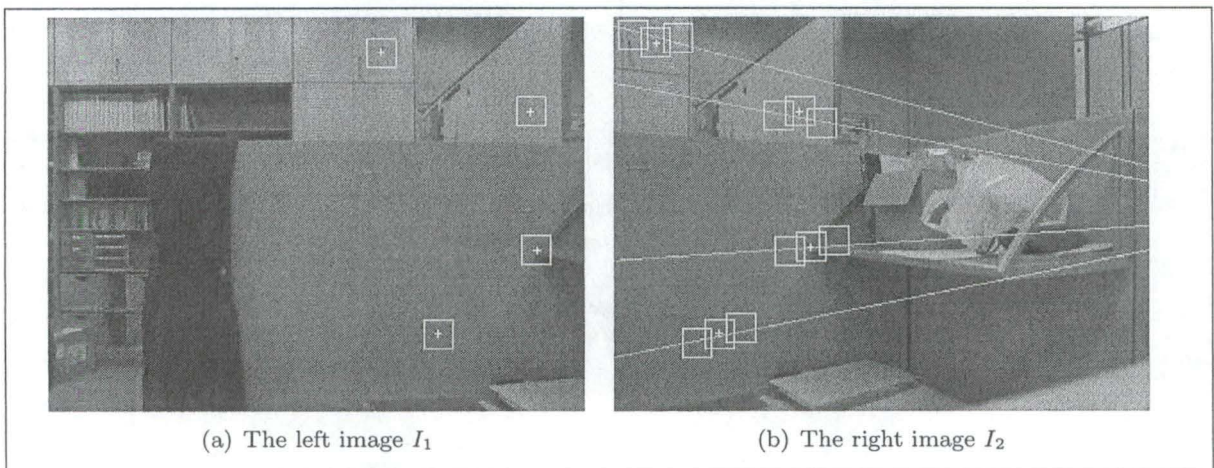 (a) The left image I₁
(b) The right image I₂